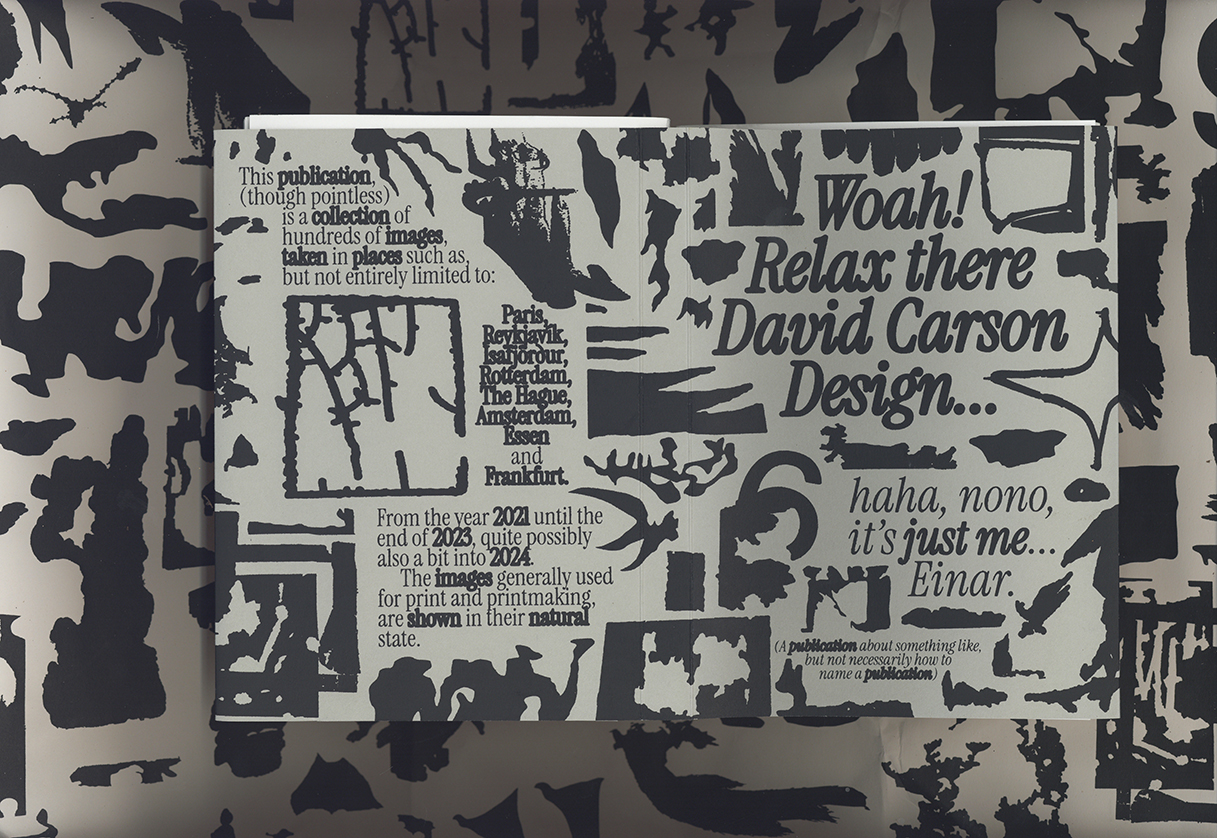 This publication,
(though pointless)
is a collection of
hundreds of images,
taken in places such as,
but not entirely limited to:
Paris,
Reykjavík,
Ísafjörður,
Rotterdam,
The Hague,
Amsterdam,
Essen
and
Frankfurt.
From the year 2021 until the
end of 2023, quite possibly
also a bit into 2024.
The images generally used
for print and printmaking,
are shown in their natural
state.
Woah!
Relax there
David Carson
Design...
haha, nono,
it's just me...
Einar.
(A publication about something like,
but not necessarily how to
name a publication)